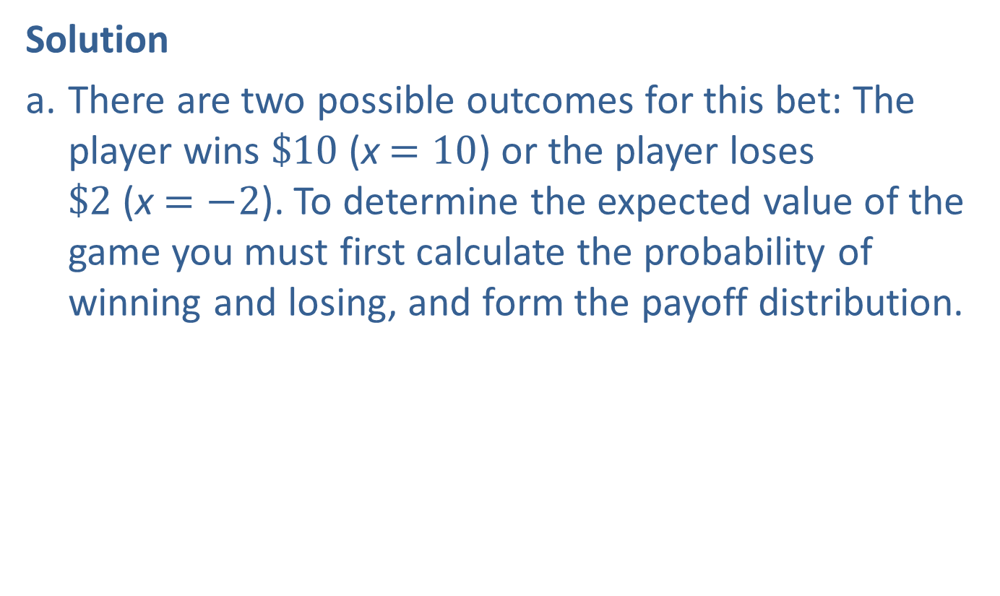 Solution
a. There are two possible outcomes for this bet: The
player wins $10 (x = 10) or the player loses
$2 (x = −2). To determine the expected value of the
game you must first calculate the probability of
winning and losing, and form the payoff distribution.